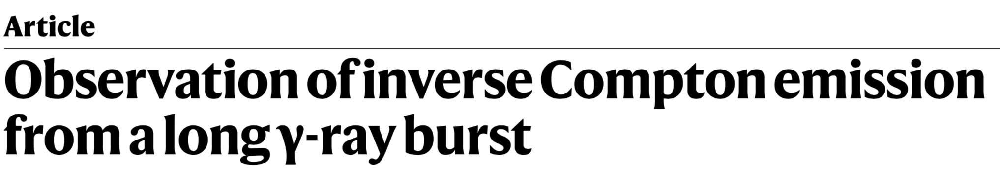 Article
Observation of inverse Compton emission
from a long γ-ray burst